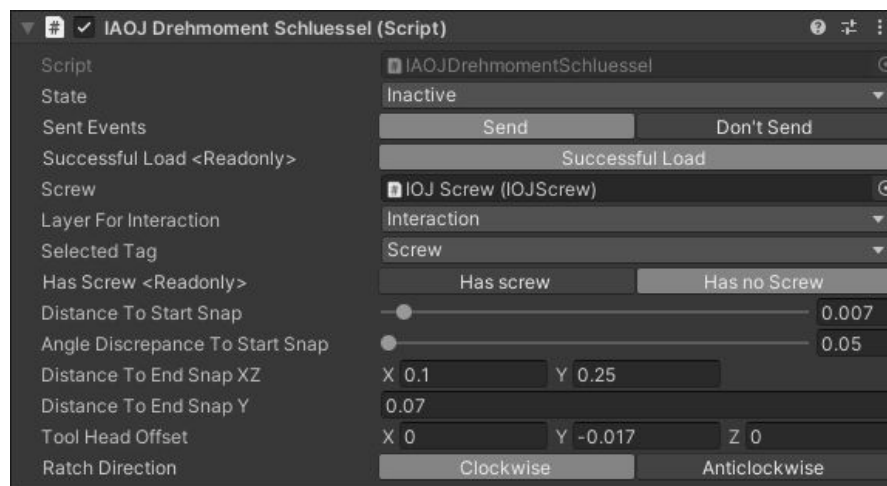 # IAOJ Drehmoment Schluessel (Script)
Script # IAOJDrehmomentSchluessel
State Inactive
Sent Events Send Don't Send
Successful Load <Readonly> Successful Load
Screw # IOJ Screw (IOJScrew)
Layer For Interaction Interaction
Selected Tag Screw
Has Screw <Readonly> Has screw Has no Screw
Distance To Start Snap 0.007
Angle Discrepance To Start Snap 0.05
Distance To End Snap XZ X 0.1 Y 0.25
Distance To End Snap Y 0.07
Tool Head Offset X 0 Y -0.017 Z 0
Ratch Direction Clockwise Anticlockwise